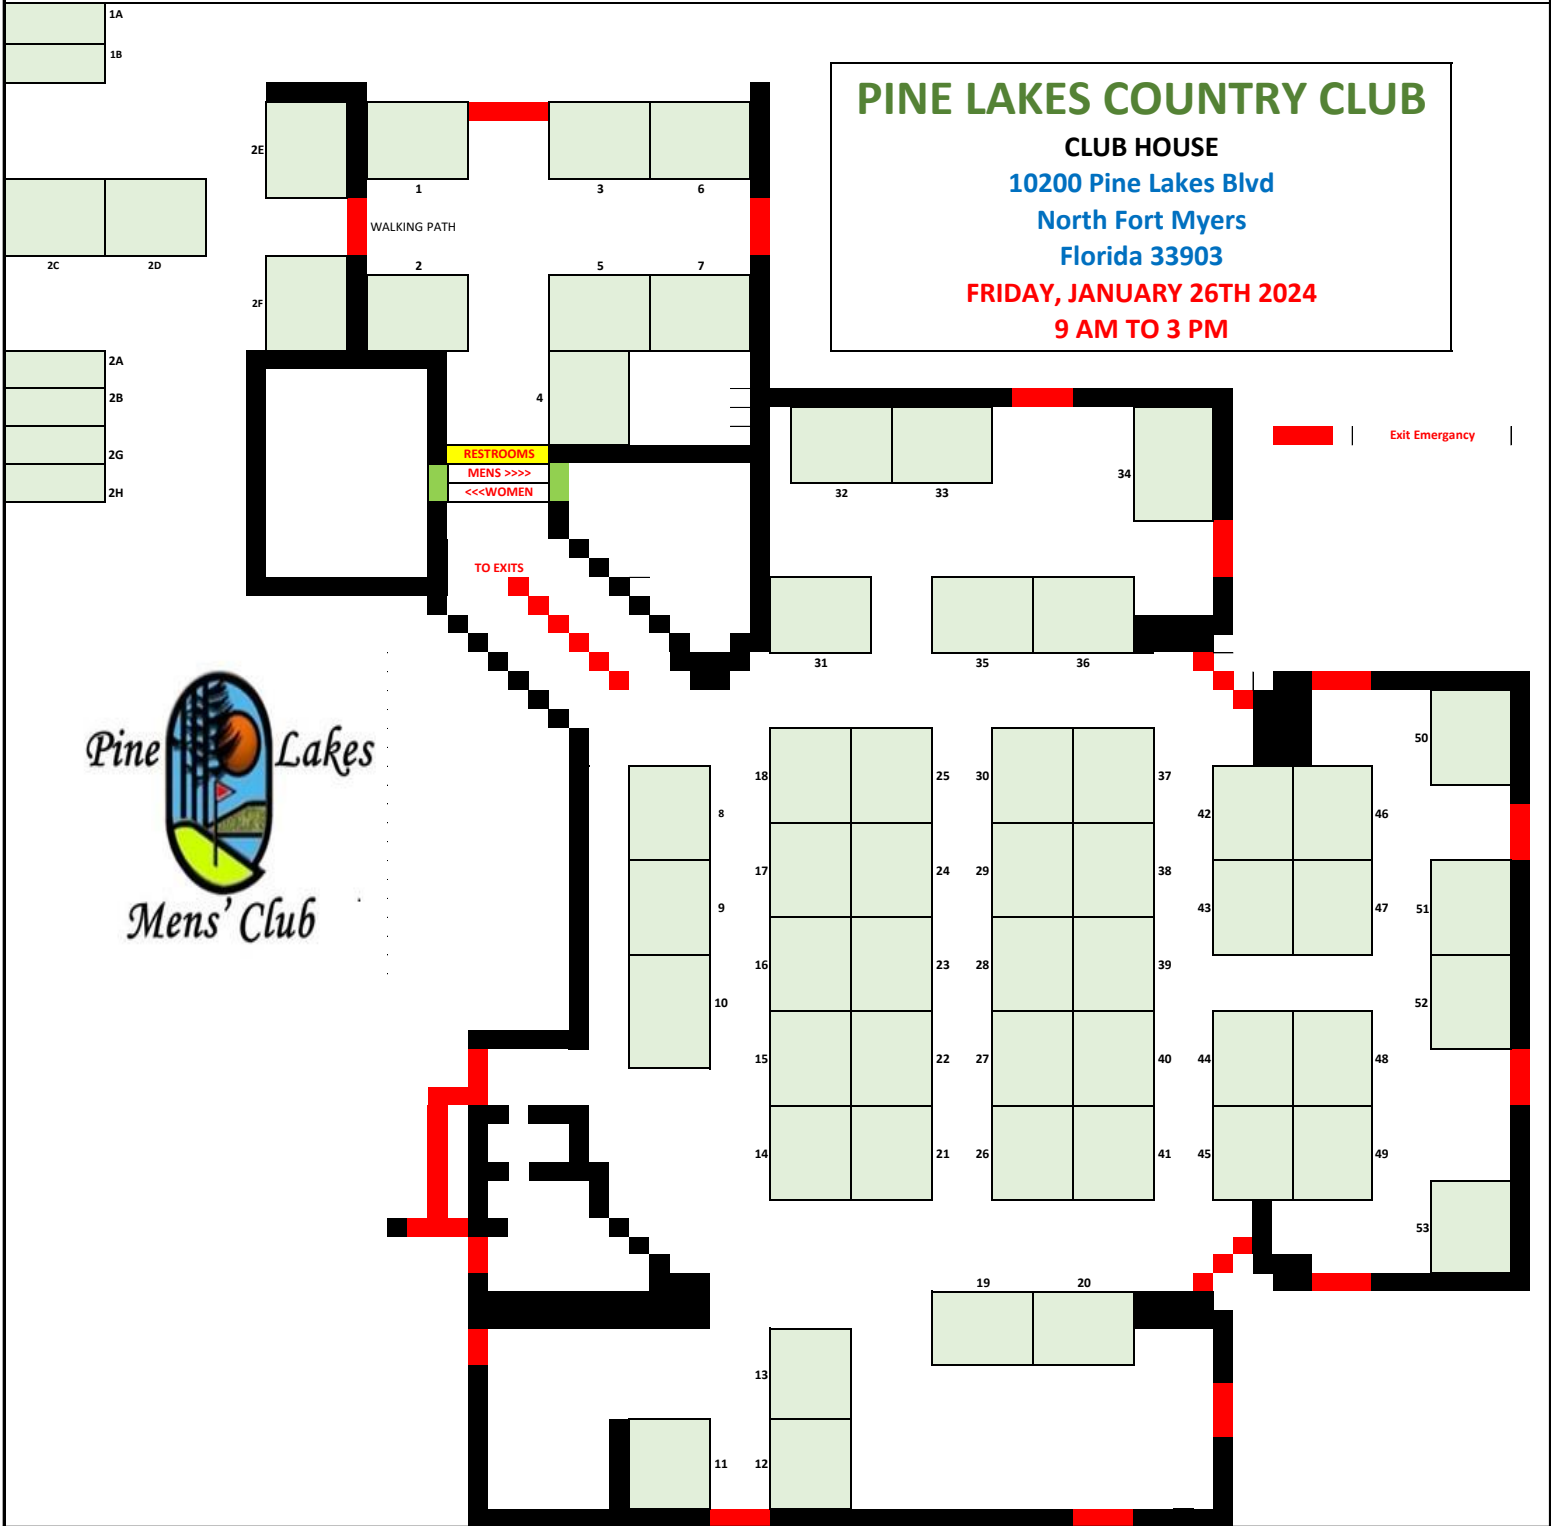 1A
1B
PINE LAKES COUNTRY CLUB
CLUB HOUSE
10200 Pine Lakes Blvd
North Fort Myers
Florida 33903
FRIDAY, JANUARY 26TH 2024
9 AM TO 3 PM
2E
1
3
6
WALKING PATH
2C
2D
2
5
7
2F
2A
2B
4
2G
2H
RESTROOMS
MENS >>>>
<<<WOMEN
Exit Emergancy
34
32
33
TO EXITS
31
35
36
Pine Lakes
Mens' Club
50
18
25
30
37
8
42
46
17
24
29
38
9
43
47
51
16
23
28
39
10
52
15
22
27
40
44
48
14
21
26
41
45
49
53
19
20
13
11
12